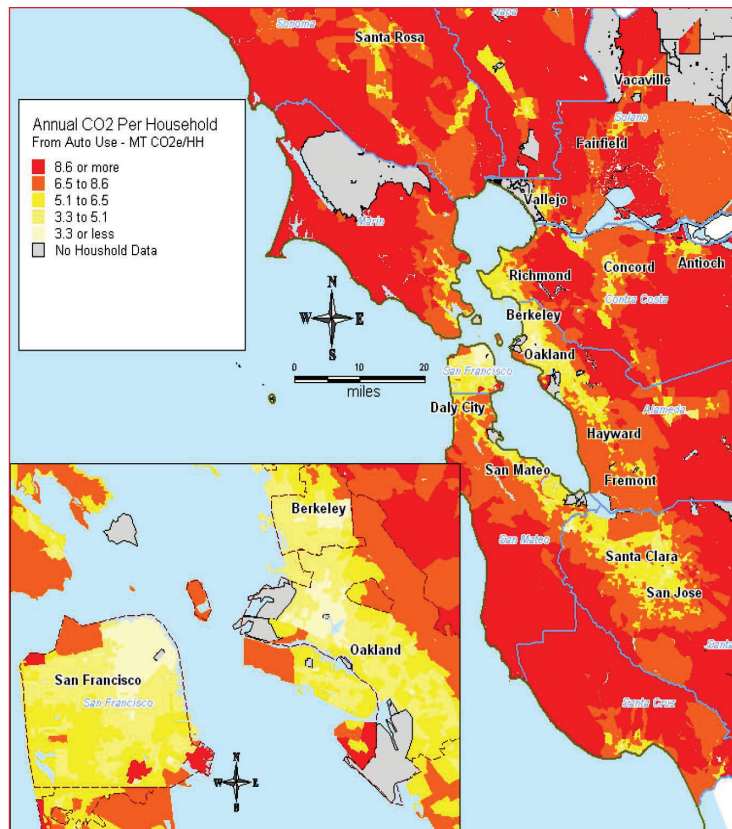 Sonoma
Napa
Santa Rosa
Vacaville
Solano
Fairfield
Annual CO2 Per Household
From Auto Use - MT CO2e/HH
8.6 or more
6.5 to 8.6
5.1 to 6.5
3.3 to 5.1
3.3 or less
No Houshold Data
Vallejo
Marin
Richmond
Concord
Antioch
Contra Costa
Berkeley
N
W E
S
Oakland
San Francisco
0 10 20
miles
Daly City
Alameda
Hayward
San Mateo
Fremont
San Mateo
Santa Clara
San Jose
Santa
Santa Cruz
Berkeley
Oakland
San Francisco
San Francisco
N
W E
S